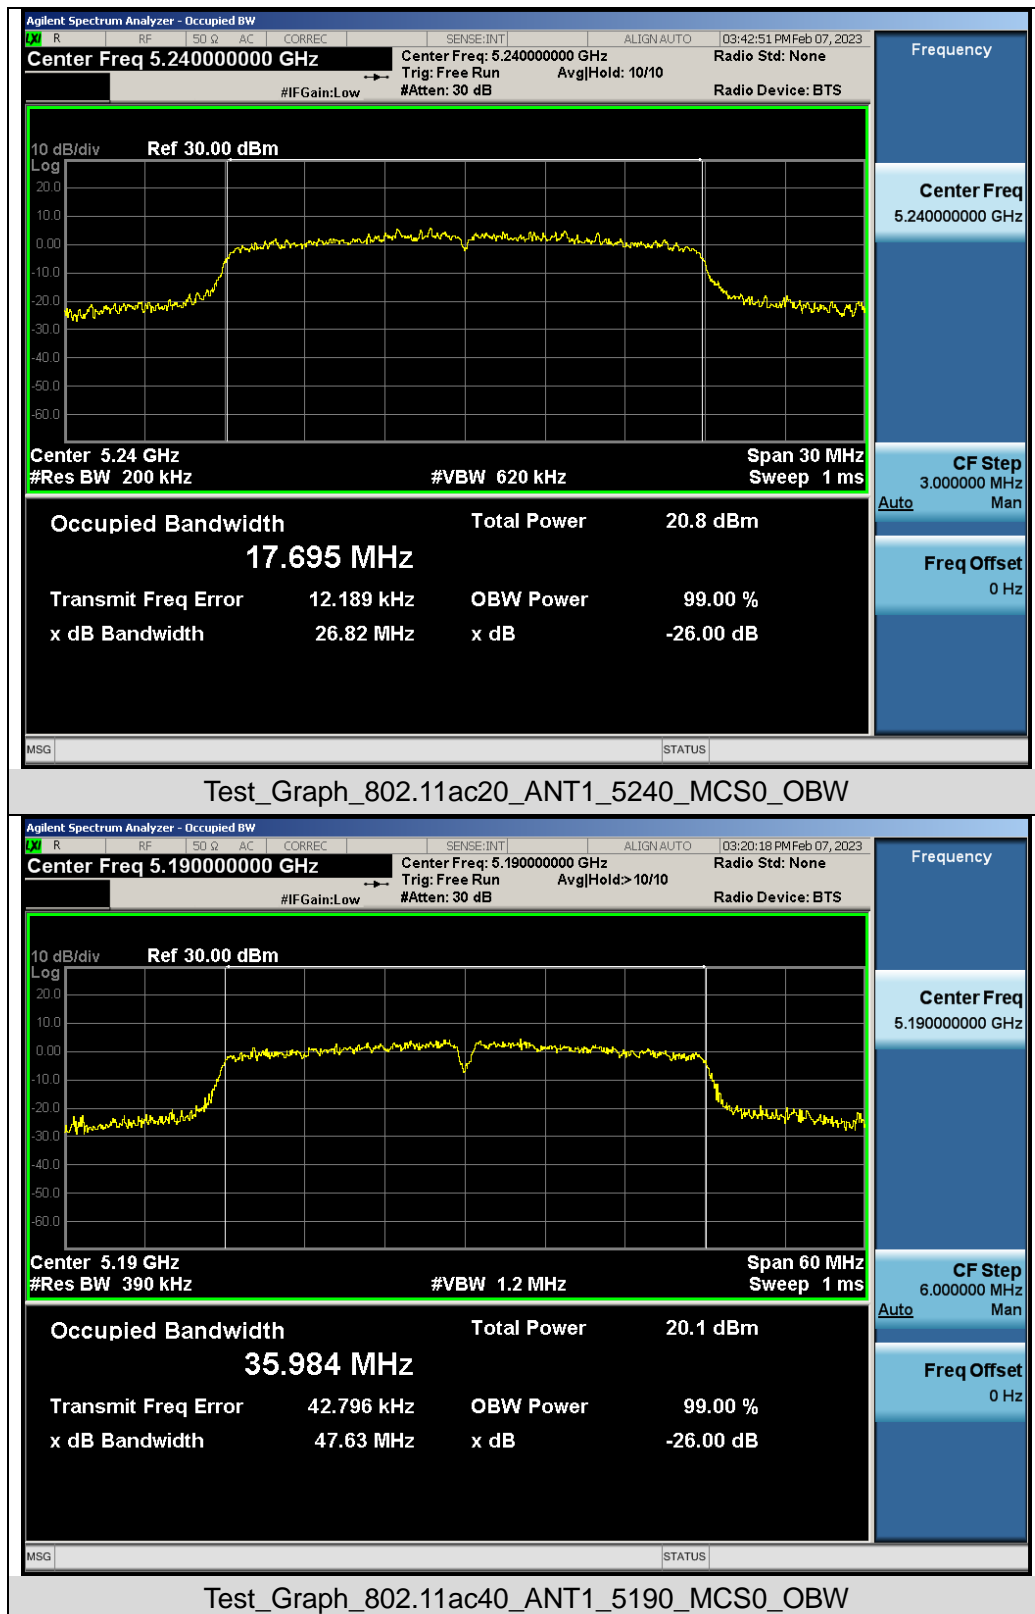 Agilent Spectrum Analyzer - Occupied BW
LXI R RF 50 Ω AC CORREC SENSE:INT ALIGN AUTO 03:42:51 PM Feb 07, 2023
Center Freq 5.240000000 GHz
Center Freq: 5.240000000 GHz Radio Std: None
Trig: Free Run Avg|Hold: 10/10
#IFGain:Low #Atten: 30 dB Radio Device: BTS
Frequency
10 dB/div Ref 30.00 dBm
Log
20.0
10.0
0.00
-10.0
-20.0
-30.0
-40.0
-50.0
-60.0
Center 5.24 GHz Span 30 MHz
#Res BW 200 kHz #VBW 620 kHz Sweep 1 ms
Center Freq
5.240000000 GHz
CF Step
3.000000 MHz
Auto Man
Freq Offset
0 Hz
Occupied Bandwidth Total Power 20.8 dBm
17.695 MHz
Transmit Freq Error 12.189 kHz OBW Power 99.00 %
x dB Bandwidth 26.82 MHz x dB -26.00 dB
MSG STATUS
Test_Graph_802.11ac20_ANT1_5240_MCS0_OBW
Agilent Spectrum Analyzer - Occupied BW
LXI R RF 50 Ω AC CORREC SENSE:INT ALIGN AUTO 03:20:18 PM Feb 07, 2023
Center Freq 5.190000000 GHz
Center Freq: 5.190000000 GHz Radio Std: None
Trig: Free Run Avg|Hold:>10/10
#IFGain:Low #Atten: 30 dB Radio Device: BTS
Frequency
10 dB/div Ref 30.00 dBm
Log
20.0
10.0
0.00
-10.0
-20.0
-30.0
-40.0
-50.0
-60.0
Center 5.19 GHz Span 60 MHz
#Res BW 390 kHz #VBW 1.2 MHz Sweep 1 ms
Center Freq
5.190000000 GHz
CF Step
6.000000 MHz
Auto Man
Freq Offset
0 Hz
Occupied Bandwidth Total Power 20.1 dBm
35.984 MHz
Transmit Freq Error 42.796 kHz OBW Power 99.00 %
x dB Bandwidth 47.63 MHz x dB -26.00 dB
MSG STATUS
Test_Graph_802.11ac40_ANT1_5190_MCS0_OBW